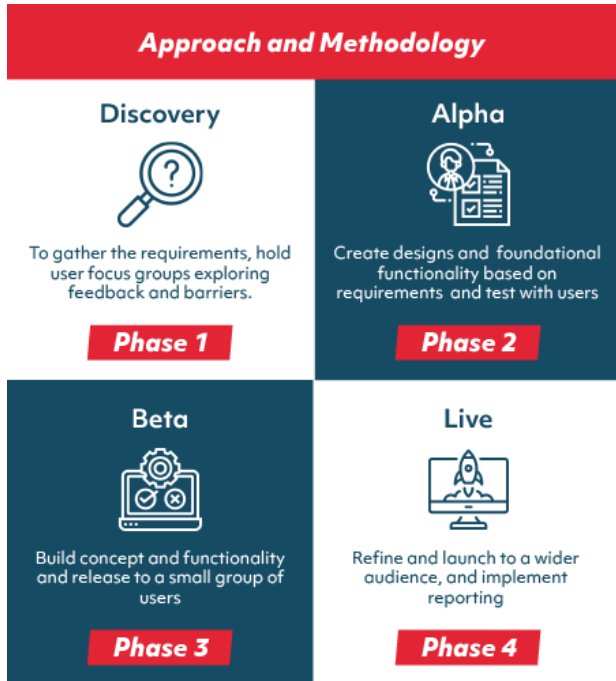 Approach and Methodology
Discovery
?
To gather the requirements, hold
user focus groups exploring
feedback and barriers.
Phase 1
Alpha
Create designs and foundational
functionality based on
requirements and test with users
Phase 2
Beta
Build concept and functionality
and release to a small group of
users
Phase 3
Live
Refine and launch to a wider
audience, and implement
reporting
Phase 4